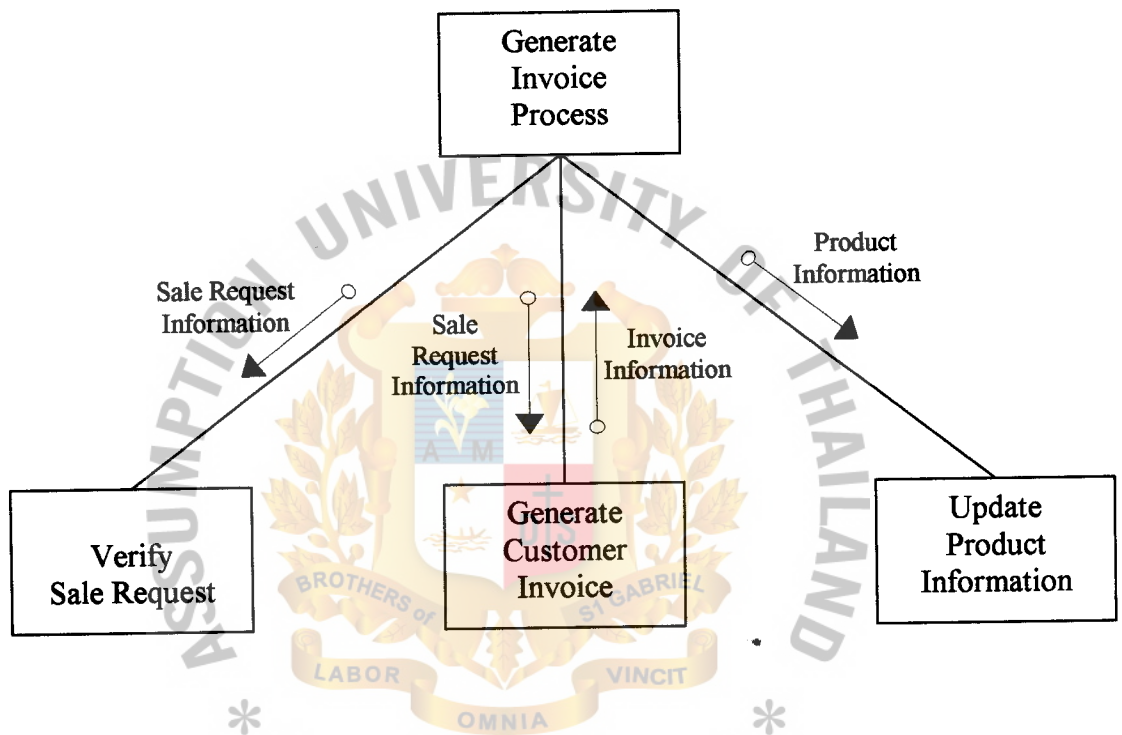 Generate
Invoice
Process
Sale Request
Information
Sale
Request
Information
Invoice
Information
Product
Information
Verify
Sale Request
Generate
Customer
Invoice
Update
Product
Information
ASSUMPTION UNIVERSITY OF THAILAND
A M
D S
BROTHERS of
S1 GABRIEL
LABOR
OMNIA
VINCIT